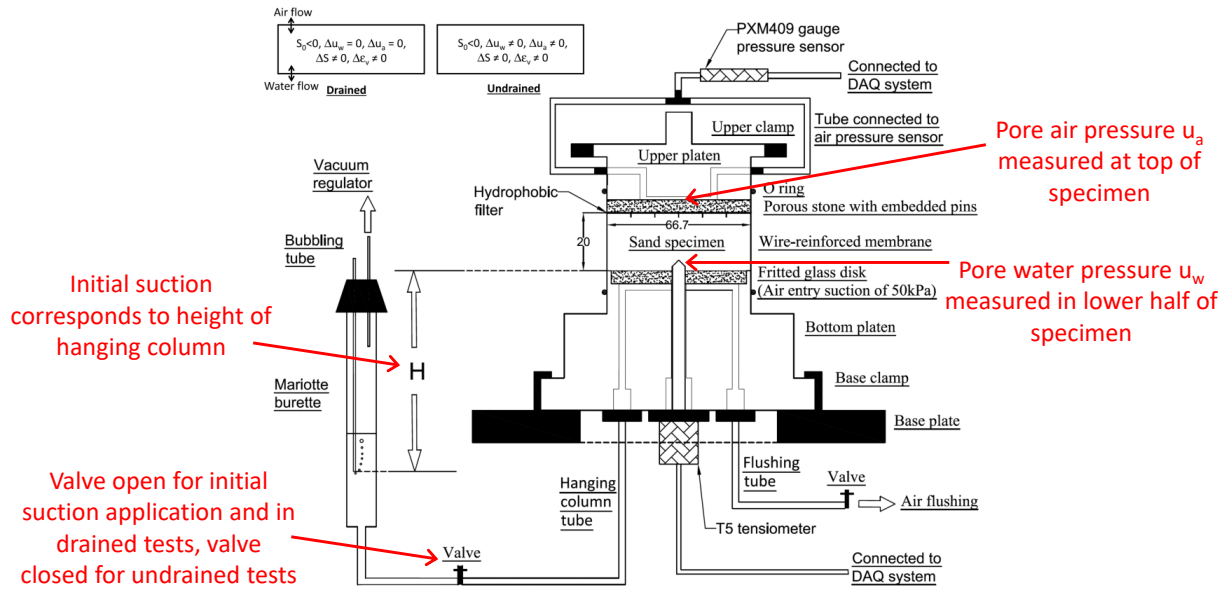 Air flow
S₀<0, Δu_w = 0, Δu_a = 0,
ΔS ≠ 0, Δε_v ≠ 0
Water flow
Drained
S₀<0, Δu_w ≠ 0, Δu_a ≠ 0,
ΔS ≠ 0, Δε_v ≠ 0
Undrained
PXM409 gauge
pressure sensor
Connected to
DAQ system
Tube connected to
air pressure sensor
Upper clamp
Upper platen
Pore air pressure u_a
measured at top of
specimen
Vacuum
regulator
Hydrophobic
filter
O ring
Porous stone with embedded pins
66.7
20
Sand specimen
Wire-reinforced membrane
Bubbling
tube
Fritted glass disk
(Air entry suction of 50kPa)
Pore water pressure u_w
measured in lower half of
specimen
Initial suction
corresponds to height of
hanging column
H
Bottom platen
Mariotte
burette
Base clamp
Base plate
Valve open for initial
suction application and in
drained tests, valve
closed for undrained tests
Valve
Hanging
column
tube
Flushing
tube
Valve
Air flushing
T5 tensiometer
Connected to
DAQ system